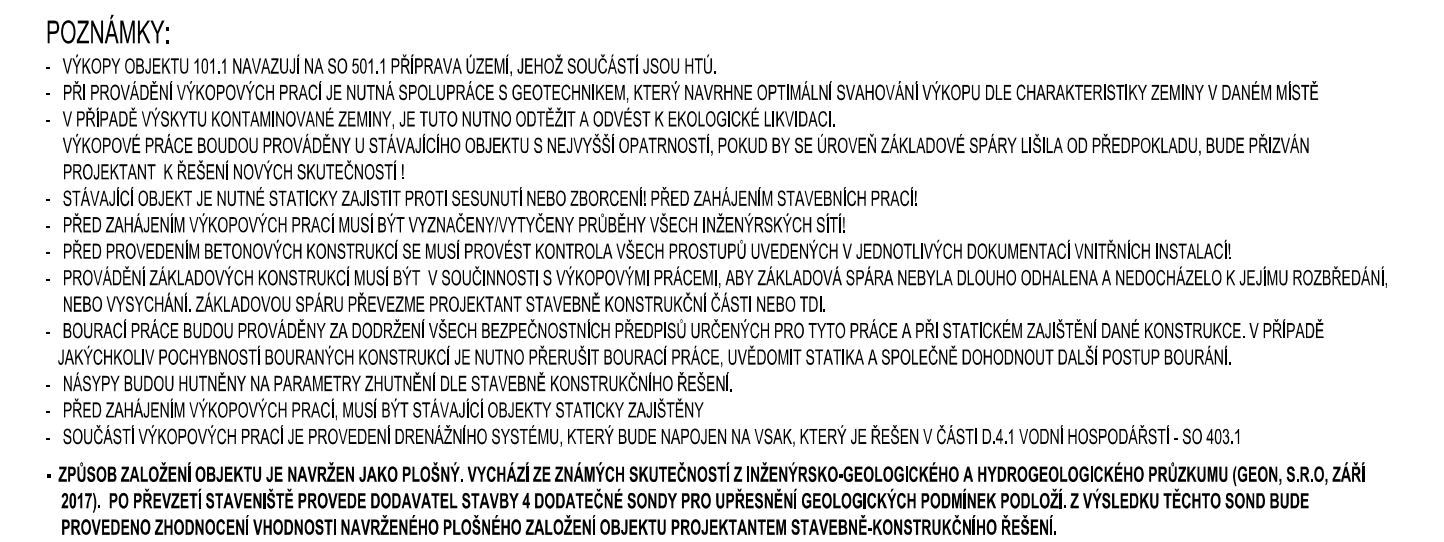 POZNÁMKY:
- VÝKOPY OBJEKTU 101.1 NAVAZUJÍ NA SO 501.1 PŘÍPRAVA ÚZEMÍ, JEHOŽ SOUČÁSTÍ JSOU HTÚ.
- PŘI PROVÁDĚNÍ VÝKOPOVÝCH PRACÍ JE NUTNÁ SPOLUPRÁCE S GEOTECHNIKEM, KTERÝ NAVRHNE OPTIMÁLNÍ SVAHOVÁNÍ VÝKOPU DLE CHARAKTERISTIKY ZEMINY V DANÉM MÍSTĚ
- V PŘÍPADĚ VÝSKYTU KONTAMINOVANÉ ZEMINY, JE TUTO NUTNO ODTĚŽIT A ODVÉST K EKOLOGICKÉ LIKVIDACI.
VÝKOPOVÉ PRÁCE BOUDOU PROVÁDĚNY U STÁVAJÍCÍHO OBJEKTU S NEJVYŠŠÍ OPATRNOSTÍ, POKUD BY SE ÚROVEŇ ZÁKLADOVÉ SPÁRY LIŠILA OD PŘEDPOKLADU, BUDE PŘIZVÁN
PROJEKTANT K ŘEŠENÍ NOVÝCH SKUTEČNOSTÍ !
- STÁVAJÍCÍ OBJEKT JE NUTNÉ STATICKY ZAJISTIT PROTI SESUNUTÍ NEBO ZBORCENÍ! PŘED ZAHÁJENÍM STAVEBNÍCH PRACÍ!
- PŘED ZAHÁJENÍM VÝKOPOVÝCH PRACÍ MUSÍ BÝT VYZNAČENY/VYTYČENY PRŮBĚHY VŠECH INŽENÝRSKÝCH SÍTÍ!
- PŘED PROVEDENÍM BETONOVÝCH KONSTRUKCÍ SE MUSÍ PROVÉST KONTROLA VŠECH PROSTUPŮ UVEDENÝCH V JEDNOTLIVÝCH DOKUMENTACÍ VNITŘNÍCH INSTALACÍ!
- PROVÁDĚNÍ ZÁKLADOVÝCH KONSTRUKCÍ MUSÍ BÝT V SOUČINNOSTI S VÝKOPOVÝMI PRÁCEMI, ABY ZÁKLADOVÁ SPÁRA NEBYLA DLOUHO ODHALENA A NEDOCHÁZELO K JEJÍMU ROZBŘEDÁNÍ,
NEBO VYSYCHÁNÍ. ZÁKLADOVOU SPÁRU PŘEVEZME PROJEKTANT STAVEBNĚ KONSTRUKČNÍ ČÁSTI NEBO TDI.
- BOURACÍ PRÁCE BUDOU PROVÁDĚNY ZA DODRŽENÍ VŠECH BEZPEČNOSTNÍCH PŘEDPISŮ URČENÝCH PRO TYTO PRÁCE A PŘI STATICKÉM ZAJIŠTĚNÍ DANÉ KONSTRUKCE. V PŘÍPADĚ
JAKÝCHKOLIV POCHYBNOSTÍ BOURANÝCH KONSTRUKCÍ JE NUTNO PŘERUŠIT BOURACÍ PRÁCE, UVĚDOMIT STATIKA A SPOLEČNĚ DOHODNOUT DALŠÍ POSTUP BOURÁNÍ.
- NÁSYPY BUDOU HUTNĚNY NA PARAMETRY ZHUTNĚNÍ DLE STAVEBNĚ KONSTRUKČNÍHO ŘEŠENÍ.
- PŘED ZAHÁJENÍM VÝKOPOVÝCH PRACÍ, MUSÍ BÝT STÁVAJÍCÍ OBJEKTY STATICKY ZAJIŠTĚNY
- SOUČÁSTÍ VÝKOPOVÝCH PRACÍ JE PROVEDENÍ DRENÁŽNÍHO SYSTÉMU, KTERÝ BUDE NAPOJEN NA VSAK, KTERÝ JE ŘEŠEN V ČÁSTI D.4.1 VODNÍ HOSPODÁŘSTÍ - SO 403.1
- ZPŮSOB ZALOŽENÍ OBJEKTU JE NAVRŽEN JAKO PLOŠNÝ. VYCHÁZÍ ZE ZNÁMÝCH SKUTEČNOSTÍ Z INŽENÝRSKO-GEOLOGICKÉHO A HYDROGEOLOGICKÉHO PRŮZKUMU (GEON, S.R.O, ZÁŘÍ
2017). PO PŘEVZETÍ STAVENIŠTĚ PROVEDE DODAVATEL STAVBY 4 DODATEČNÉ SONDY PRO UPŘESNĚNÍ GEOLOGICKÝCH PODMÍNEK PODLOŽÍ. Z VÝSLEDKU TĚCHTO SOND BUDE
PROVEDENO ZHODNOCENÍ VHODNOSTI NAVRŽENÉHO PLOŠNÉHO ZALOŽENÍ OBJEKTU PROJEKTANTEM STAVEBNĚ-KONSTRUKČNÍHO ŘEŠENÍ.